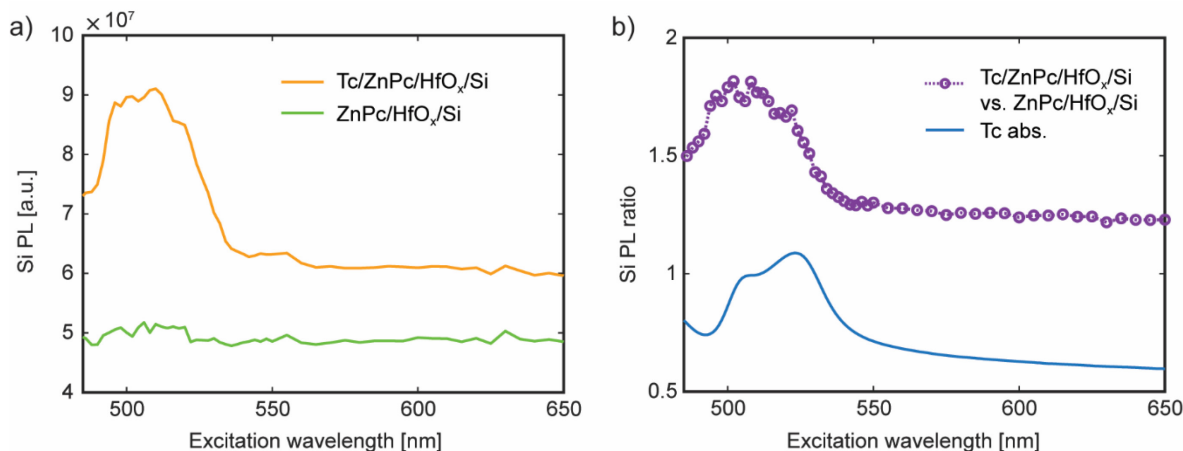 a)
× 10⁷
10
9
8
7
6
5
4
500
550
600
650
Si PL [a.u.]
Excitation wavelength [nm]
Tc/ZnPc/HfOₓ/Si
ZnPc/HfOₓ/Si
b)
2
1.5
1
0.5
500
550
600
650
Si PL ratio
Excitation wavelength [nm]
Tc/ZnPc/HfOₓ/Si
vs. ZnPc/HfOₓ/Si
Tc abs.